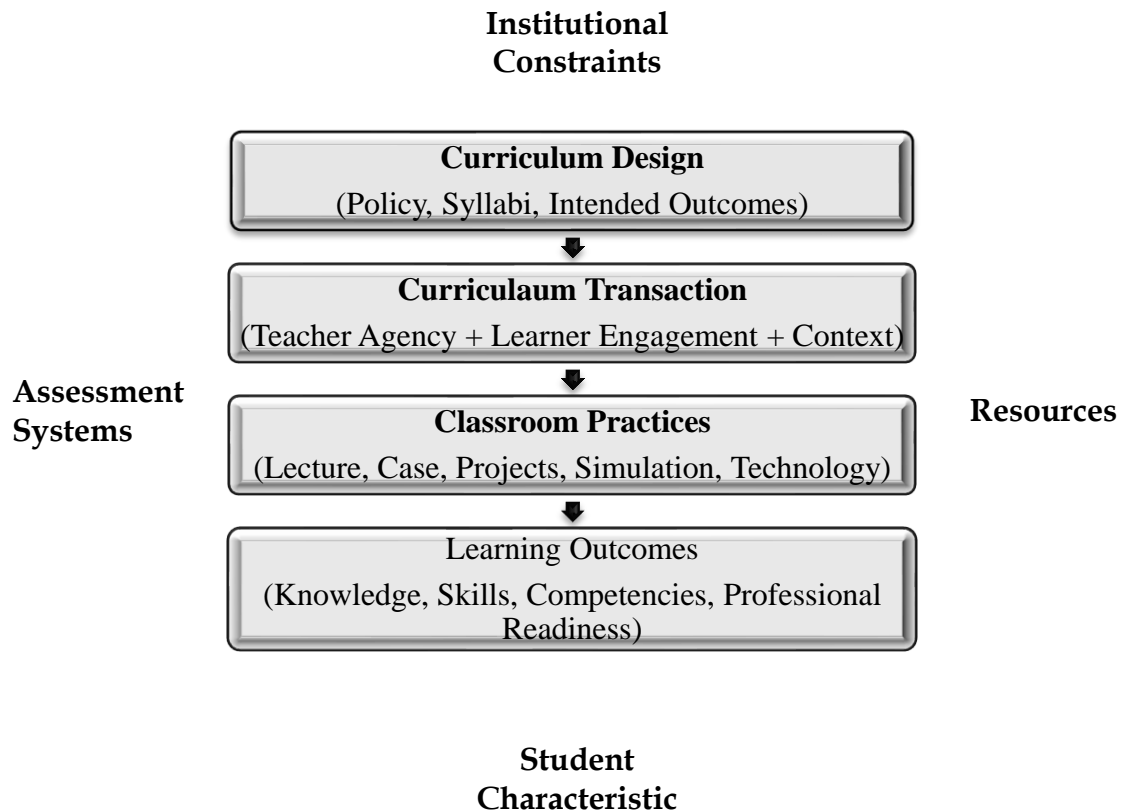 Institutional
Constraints
Curriculum Design
(Policy, Syllabi, Intended Outcomes)
Curriculaum Transaction
(Teacher Agency + Learner Engagement + Context)
Assessment
Systems
Classroom Practices
(Lecture, Case, Projects, Simulation, Technology)
Resources
Learning Outcomes
(Knowledge, Skills, Competencies, Professional
Readiness)
Student
Characteristic